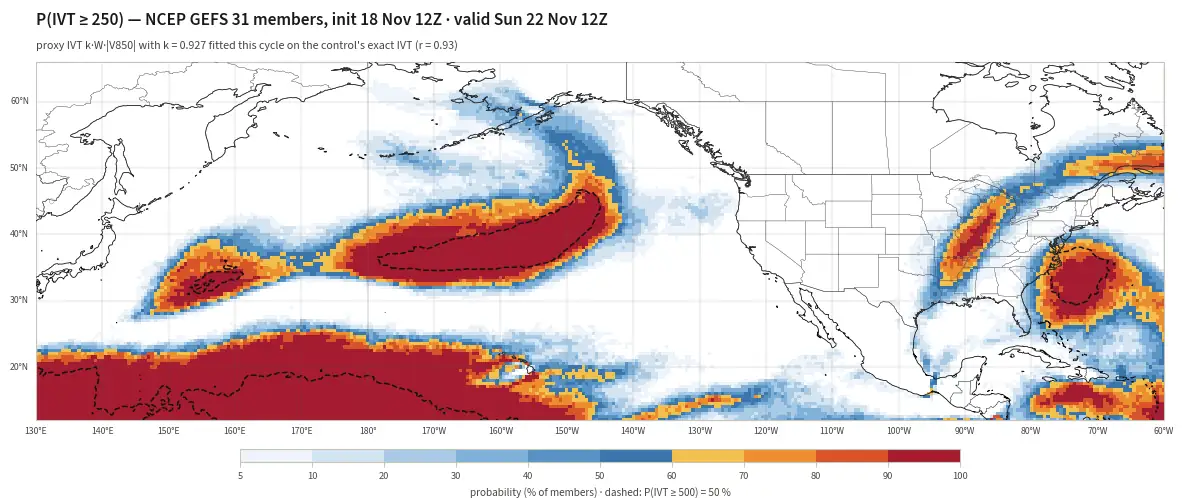 P(IVT ≥ 250) — NCEP GEFS 31 members, init 18 Nov 12Z · valid Sun 22 Nov 12Z
proxy IVT k·W·|V850| with k = 0.927 fitted this cycle on the control's exact IVT (r = 0.93)
60°N
50°N
40°N
30°N
20°N
130°E 140°E 150°E 160°E 170°E 180° 170°W 160°W 150°W 140°W 130°W 120°W 110°W 100°W 90°W 80°W 70°W 60°W
5 10 20 30 40 50 60 70 80 90 100
probability (% of members) · dashed: P(IVT ≥ 500) = 50 %